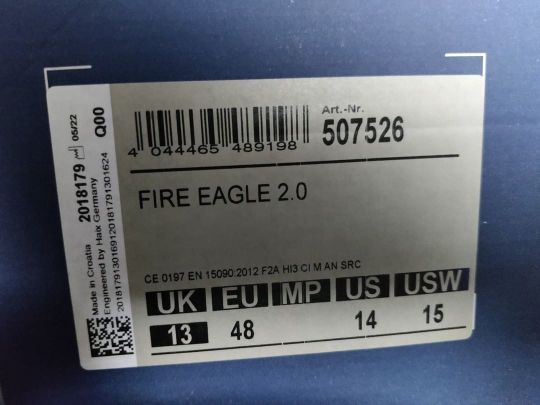 Art.-Nr.
507526
4 044465 489198
FIRE EAGLE 2.0
CE 0197 EN 15090:2012 F2A HI3 CI M AN SRC
UK EU MP US USW
13 48 14 15
2018179 05/22 Q00
Made in Croatia
Engineered by Haix Germany
20181791301691201817913016​24